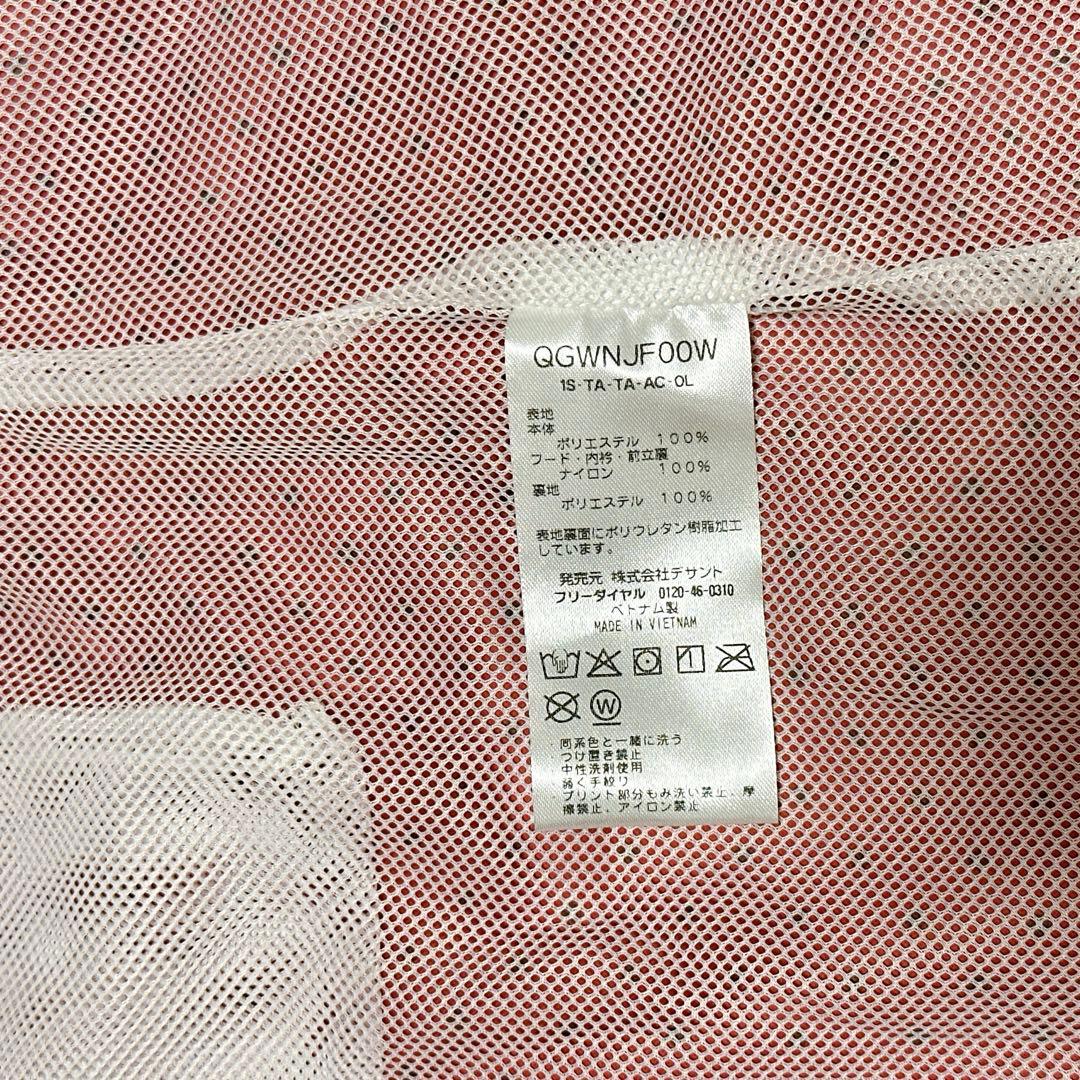 QGWNJF00W
1S-TA-TA-AC-OL
表地
本体
ポリエステル 100%
フード・内衿・前立裏
ナイロン 100%
裏地
ポリエステル 100%
表地裏面にポリウレタン樹脂加工
しています。
発売元 株式会社デサント
フリーダイヤル 0120-46-0310
ベトナム製
MADE IN VIETNAM
W
・同系色と一緒に洗う
・つけ置き禁止
・中性洗剤使用
・弱く手絞り
・プリント部分もみ洗い禁止、摩
擦禁止、アイロン禁止